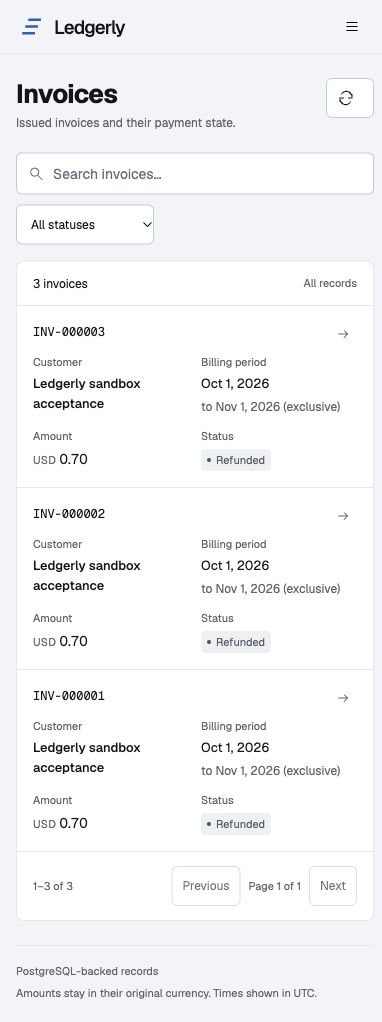 Ledgerly
Invoices
Issued invoices and their payment state.
Search invoices...
All statuses
3 invoices All records
INV-000003
Customer Billing period
Ledgerly sandbox acceptance Oct 1, 2026
to Nov 1, 2026 (exclusive)
Amount Status
USD 0.70 Refunded
INV-000002
Customer Billing period
Ledgerly sandbox acceptance Oct 1, 2026
to Nov 1, 2026 (exclusive)
Amount Status
USD 0.70 Refunded
INV-000001
Customer Billing period
Ledgerly sandbox acceptance Oct 1, 2026
to Nov 1, 2026 (exclusive)
Amount Status
USD 0.70 Refunded
1–3 of 3 Previous Page 1 of 1 Next
PostgreSQL-backed records
Amounts stay in their original currency. Times shown in UTC.